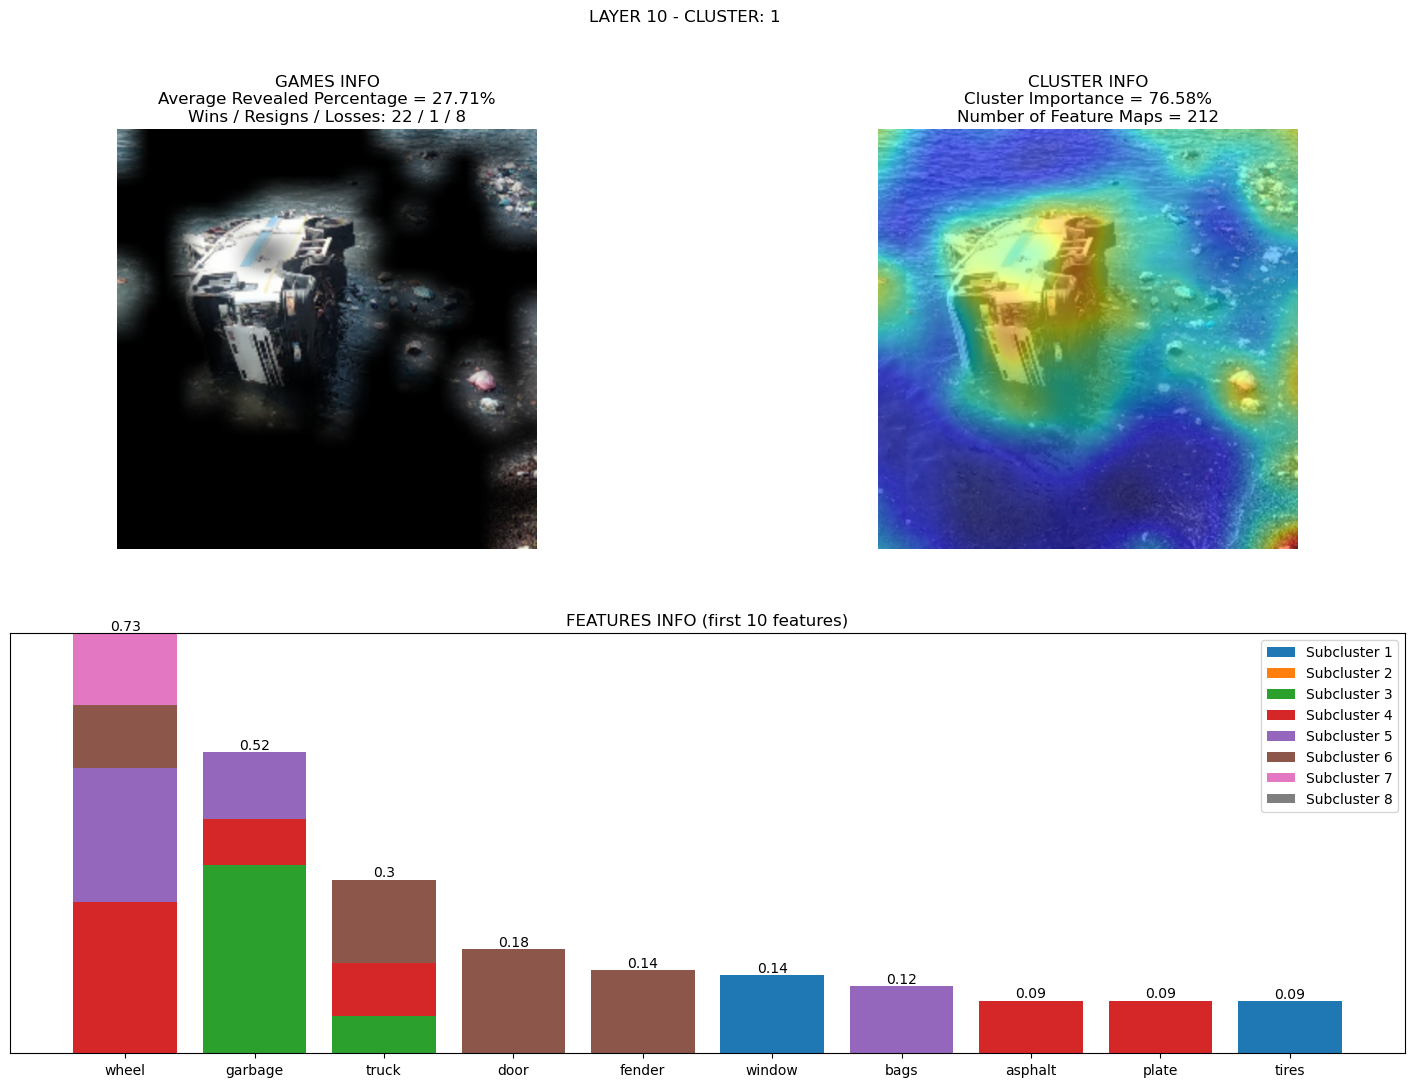 LAYER 10 - CLUSTER: 1
GAMES INFO
Average Revealed Percentage = 27.71%
Wins / Resigns / Losses: 22 / 1 / 8
CLUSTER INFO
Cluster Importance = 76.58%
Number of Feature Maps = 212
FEATURES INFO (first 10 features)
0.73
0.52
0.3
0.18
0.14
0.14
0.12
0.09
0.09
0.09
Subcluster 1
Subcluster 2
Subcluster 3
Subcluster 4
Subcluster 5
Subcluster 6
Subcluster 7
Subcluster 8
wheel
garbage
truck
door
fender
window
bags
asphalt
plate
tires